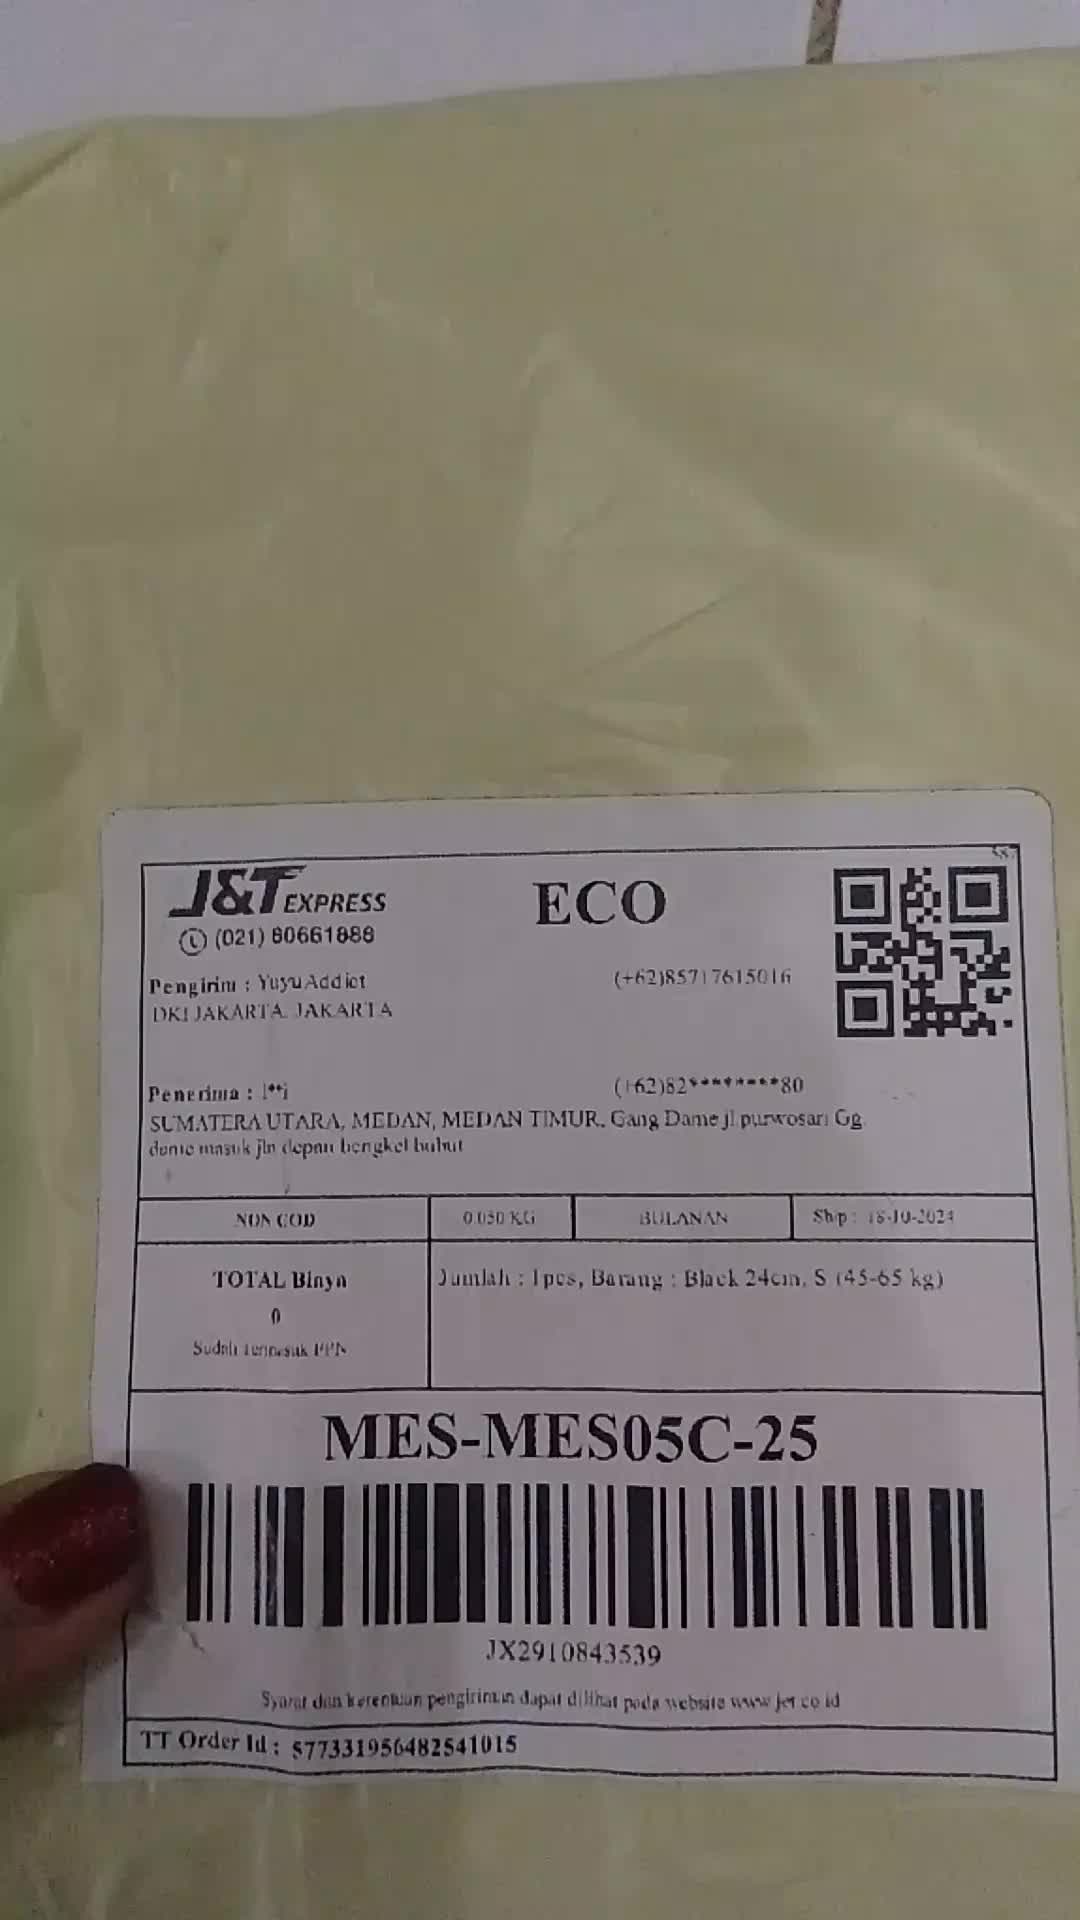 J&T EXPRESS
ECO
(021) 80661888
Pengirim : YuyuAddict
(+62)85717615016
DKI JAKARTA, JAKARTA
Penerima : l**i
(+62)82********80
SUMATERA UTARA, MEDAN, MEDAN TIMUR, Gang Dame jl.purwosari Gg.
dame masuk jln depan bengkel bubut
NON COD
0.050 KG
BULANAN
Ship : 18-10-2024
TOTAL Biaya
0
Sudah termasuk PPN
Jumlah : 1pcs, Barang : Black 24cm, S (45-65 kg)
MES-MES05C-25
JX2910843539
Syarat dan ketentuan pengiriman dapat dilihat pada website www.jet.co.id
TT Order Id : 577331956482541015